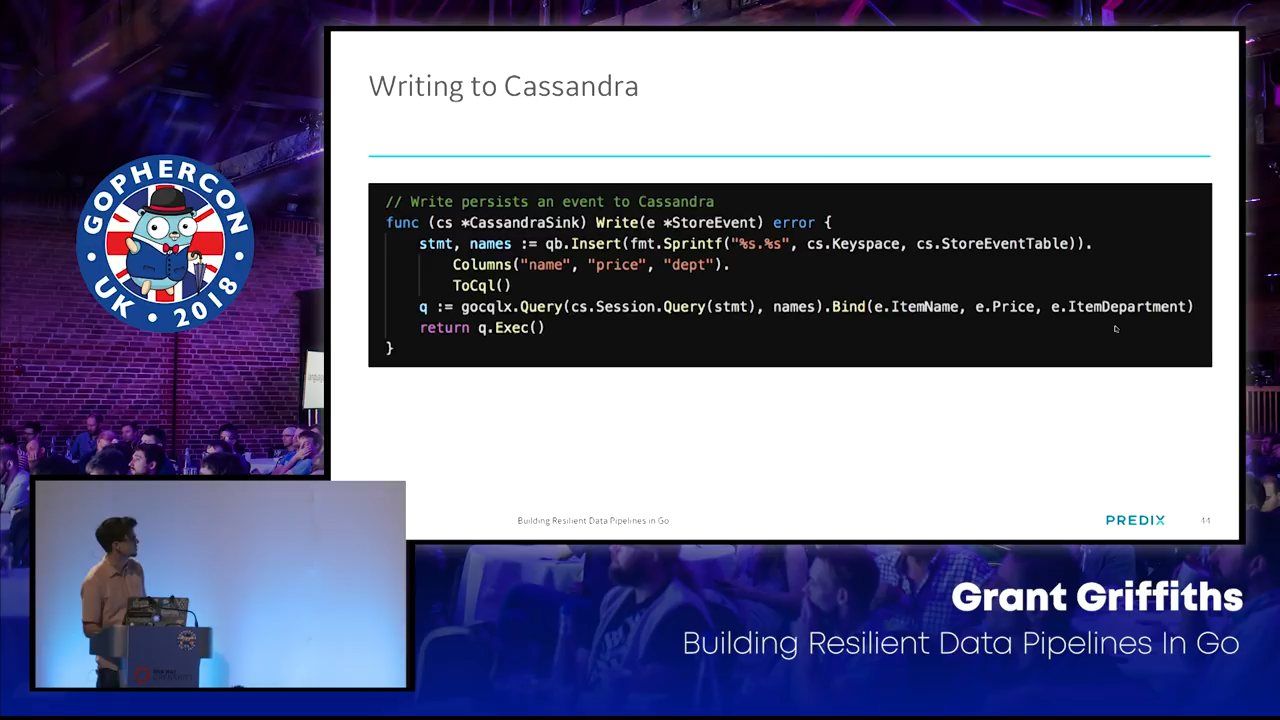 Writing to Cassandra
// Write persists an event to Cassandra
func (cs *CassandraSink) Write(e *StoreEvent) error {
stmt, names := qb.Insert(fmt.Sprintf("%s.%s", cs.Keyspace, cs.StoreEventTable)).
Columns("name", "price", "dept").
ToCql()
q := gocqlx.Query(cs.Session.Query(stmt), names).Bind(e.ItemName, e.Price, e.ItemDepartment)
return q.Exec()
}
Building Resilient Data Pipelines in Go
PREDIX
44
GOPHERCON
UK • 2018
Grant Griffiths
Building Resilient Data Pipelines In Go